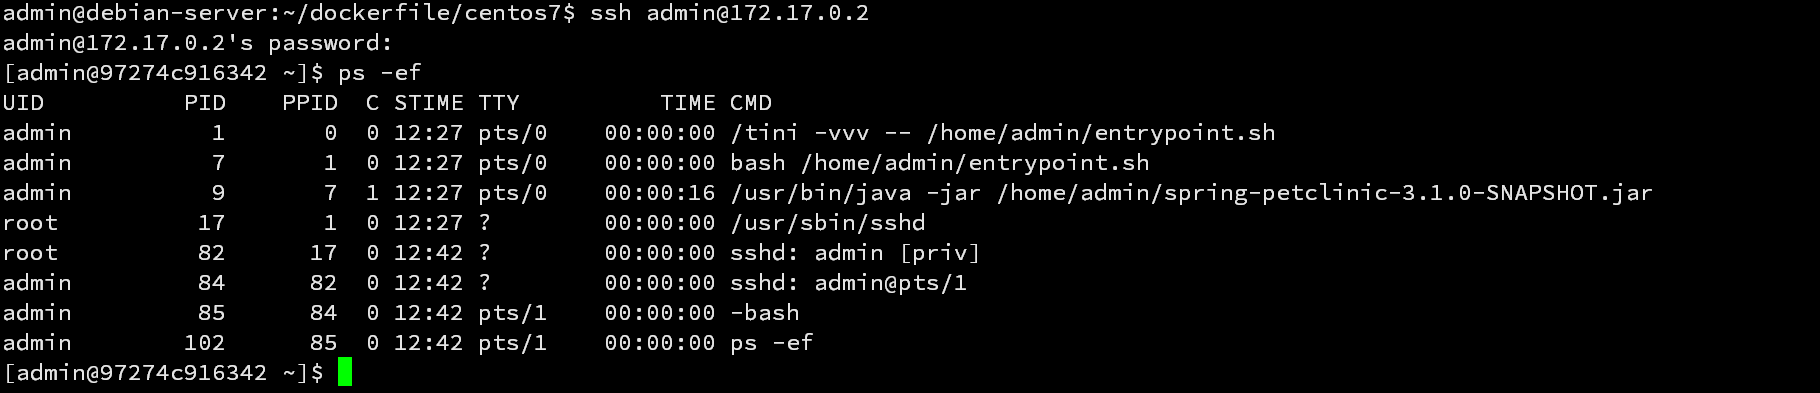 admin@debian-server:~/dockerfile/centos7$ ssh admin@172.17.0.2
admin@172.17.0.2's password:
[admin@97274c916342 ~]$ ps -ef
UID          PID    PPID  C STIME TTY          TIME CMD
admin          1       0  0 12:27 pts/0    00:00:00 /tini -vvv -- /home/admin/entrypoint.sh
admin          7       1  0 12:27 pts/0    00:00:00 bash /home/admin/entrypoint.sh
admin          9       7  1 12:27 pts/0    00:00:16 /usr/bin/java -jar /home/admin/spring-petclinic-3.1.0-SNAPSHOT.jar
root          17       1  0 12:27 ?        00:00:00 /usr/sbin/sshd
root          82      17  0 12:42 ?        00:00:00 sshd: admin [priv]
admin         84      82  0 12:42 ?        00:00:00 sshd: admin@pts/1
admin         85      84  0 12:42 pts/1    00:00:00 -bash
admin        102      85  0 12:42 pts/1    00:00:00 ps -ef
[admin@97274c916342 ~]$